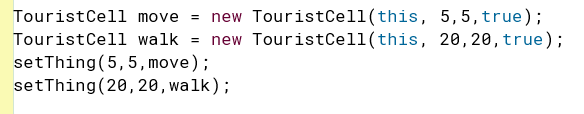 TouristCell move = new TouristCell(this, 5,5,true);
TouristCell walk = new TouristCell(this, 20,20,true);
setThing(5,5,move);
setThing(20,20,walk);